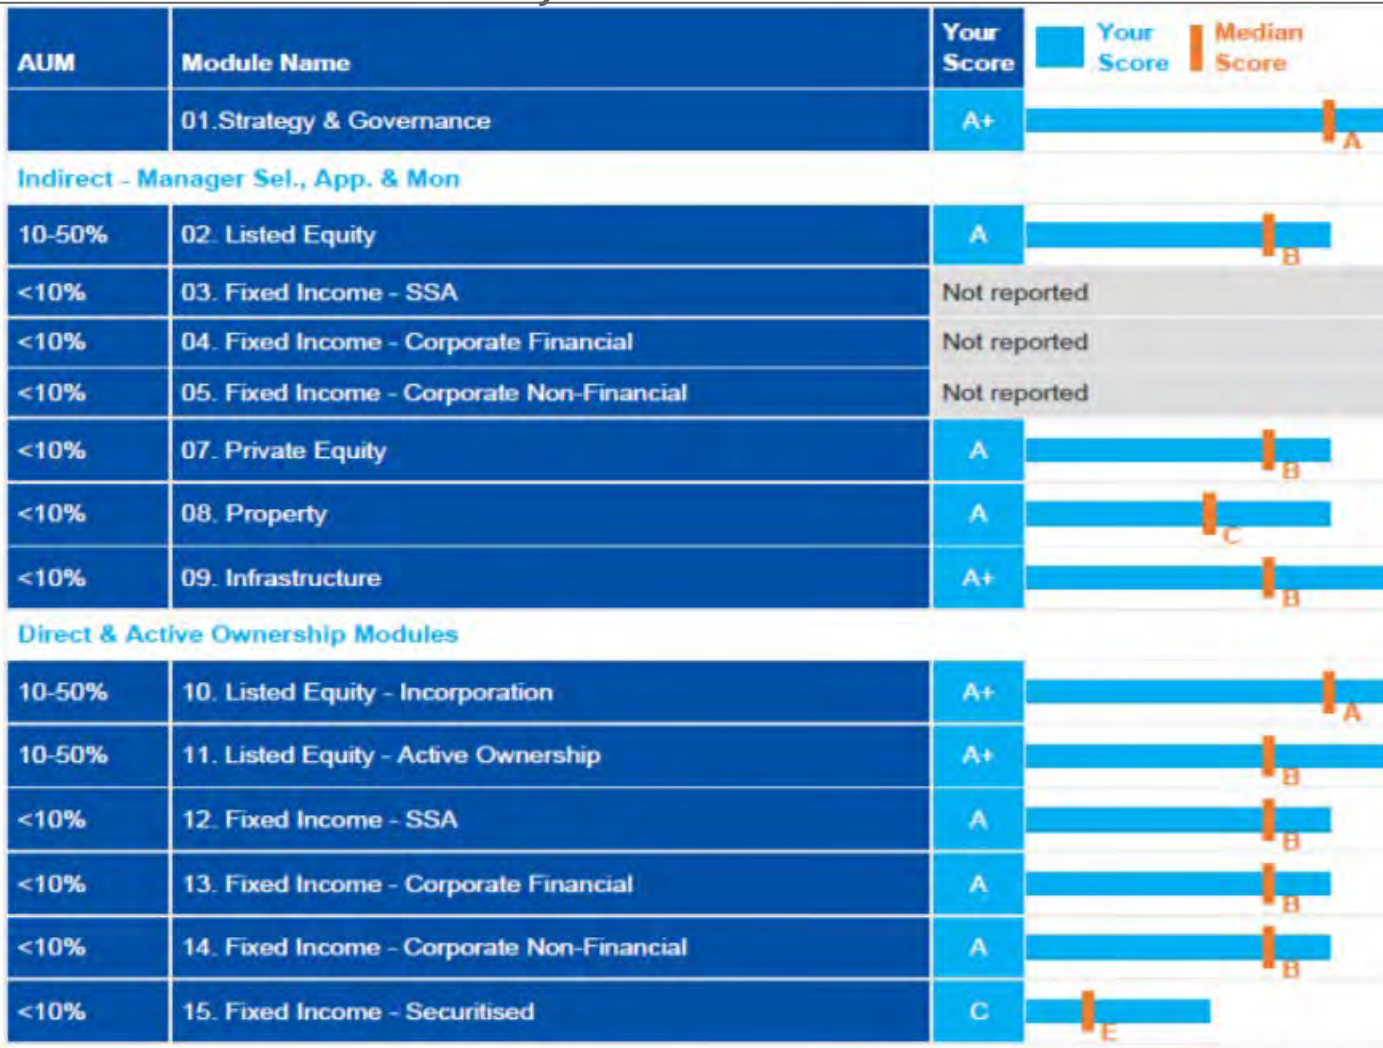 AUM Module Name Your Score Your Score Median Score
01.Strategy & Governance A+ A
Indirect - Manager Sel., App. & Mon
10-50% 02. Listed Equity A B
<10% 03. Fixed Income - SSA Not reported
<10% 04. Fixed Income - Corporate Financial Not reported
<10% 05. Fixed Income - Corporate Non-Financial Not reported
<10% 07. Private Equity A B
<10% 08. Property A C
<10% 09. Infrastructure A+ B
Direct & Active Ownership Modules
10-50% 10. Listed Equity - Incorporation A+ A
10-50% 11. Listed Equity - Active Ownership A+ B
<10% 12. Fixed Income - SSA A B
<10% 13. Fixed Income - Corporate Financial A B
<10% 14. Fixed Income - Corporate Non-Financial A B
<10% 15. Fixed Income - Securitised C E